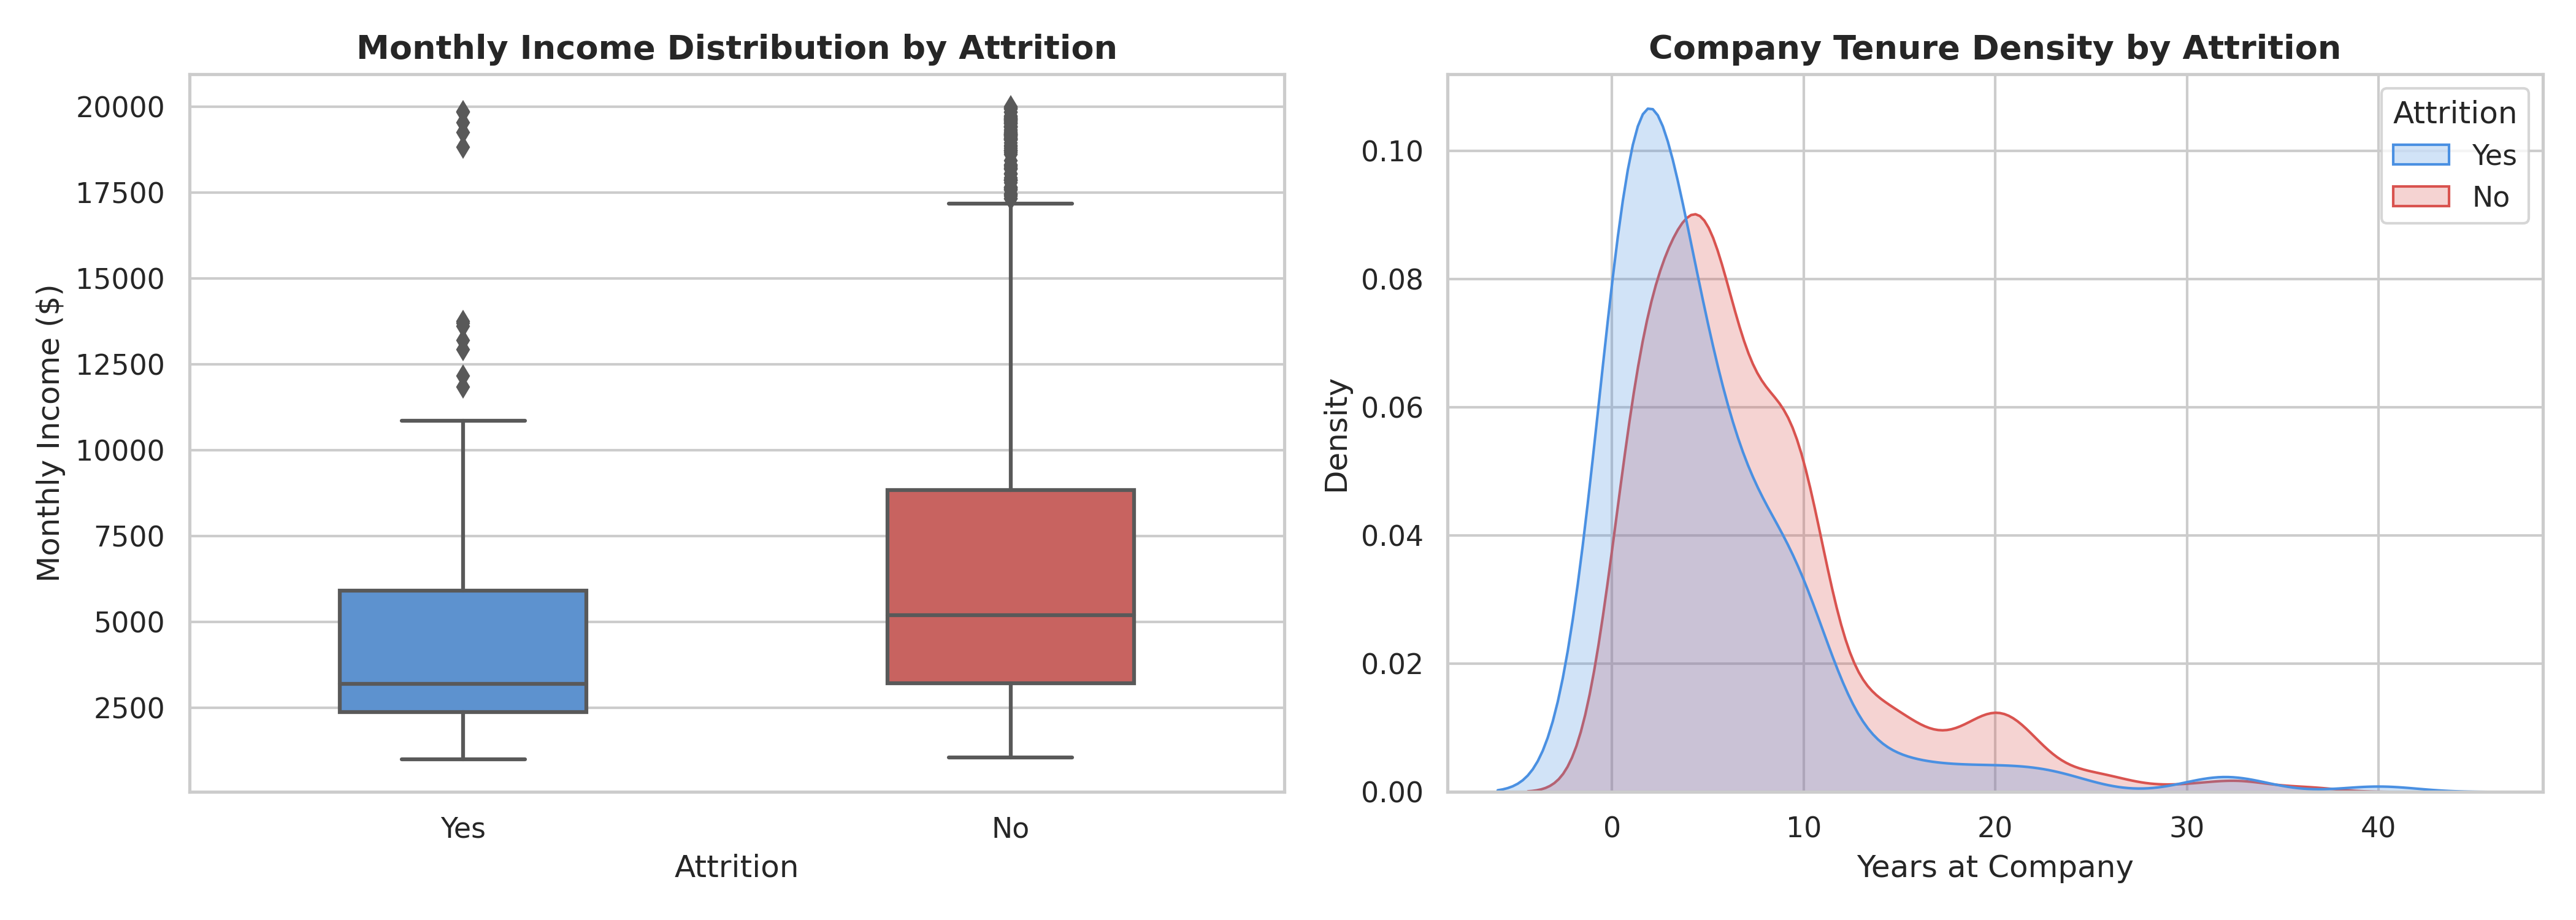 Monthly Income Distribution by Attrition
20000
17500
15000
12500
10000
7500
5000
2500
Monthly Income ($)
Yes
No
Attrition
Company Tenure Density by Attrition
Attrition
Yes
No
0.10
0.08
0.06
0.04
0.02
0.00
Density
0 10 20 30 40
Years at Company